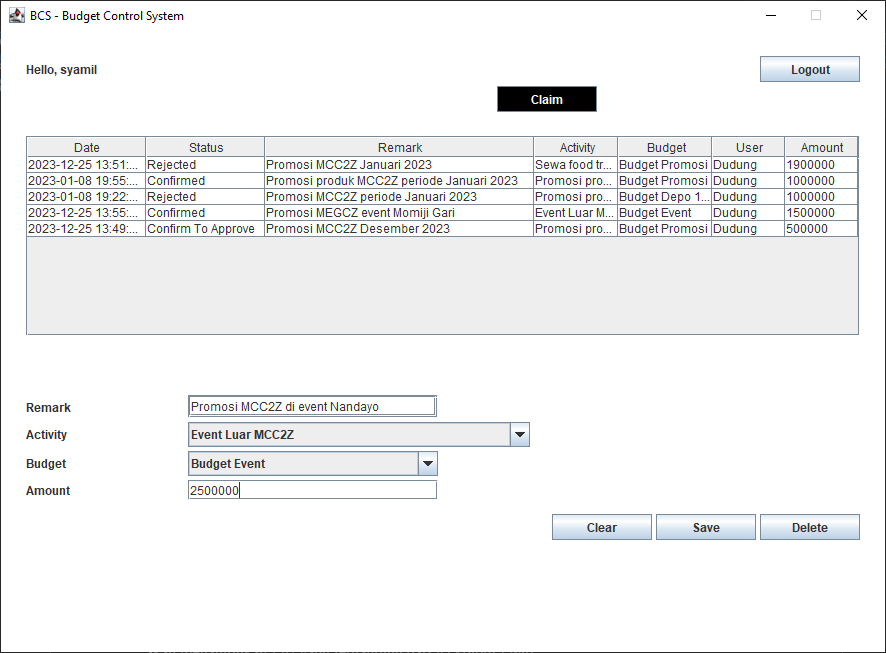 BCS - Budget Control System
Hello, syamil
Logout
Claim
Date Status Remark Activity Budget User Amount
2023-12-25 13:51:... Rejected Promosi MCC2Z Januari 2023 Sewa food tr... Budget Promosi Dudung 1900000
2023-01-08 19:55:... Confirmed Promosi produk MCC2Z periode Januari 2023 Promosi pro... Budget Promosi Dudung 1000000
2023-01-08 19:22:... Rejected Promosi MCC2Z periode Januari 2023 Promosi pro... Budget Depo 1... Dudung 1000000
2023-12-25 13:55:... Confirmed Promosi MEGCZ event Momiji Gari Event Luar M... Budget Event Dudung 1500000
2023-12-25 13:49:... Confirm To Approve Promosi MCC2Z Desember 2023 Promosi pro... Budget Promosi Dudung 500000
Remark Promosi MCC2Z di event Nandayo
Activity Event Luar MCC2Z
Budget Budget Event
Amount 2500000
Clear Save Delete